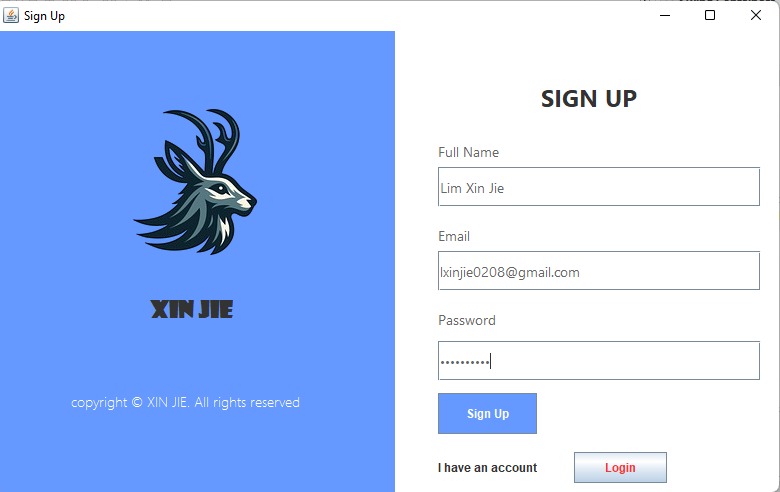 Sign Up
XIN JIE
copyright © XIN JIE. All rights reserved
SIGN UP
Full Name
Lim Xin Jie
Email
lxinjie0208@gmail.com
Password
••••••••••
Sign Up
I have an account
Login